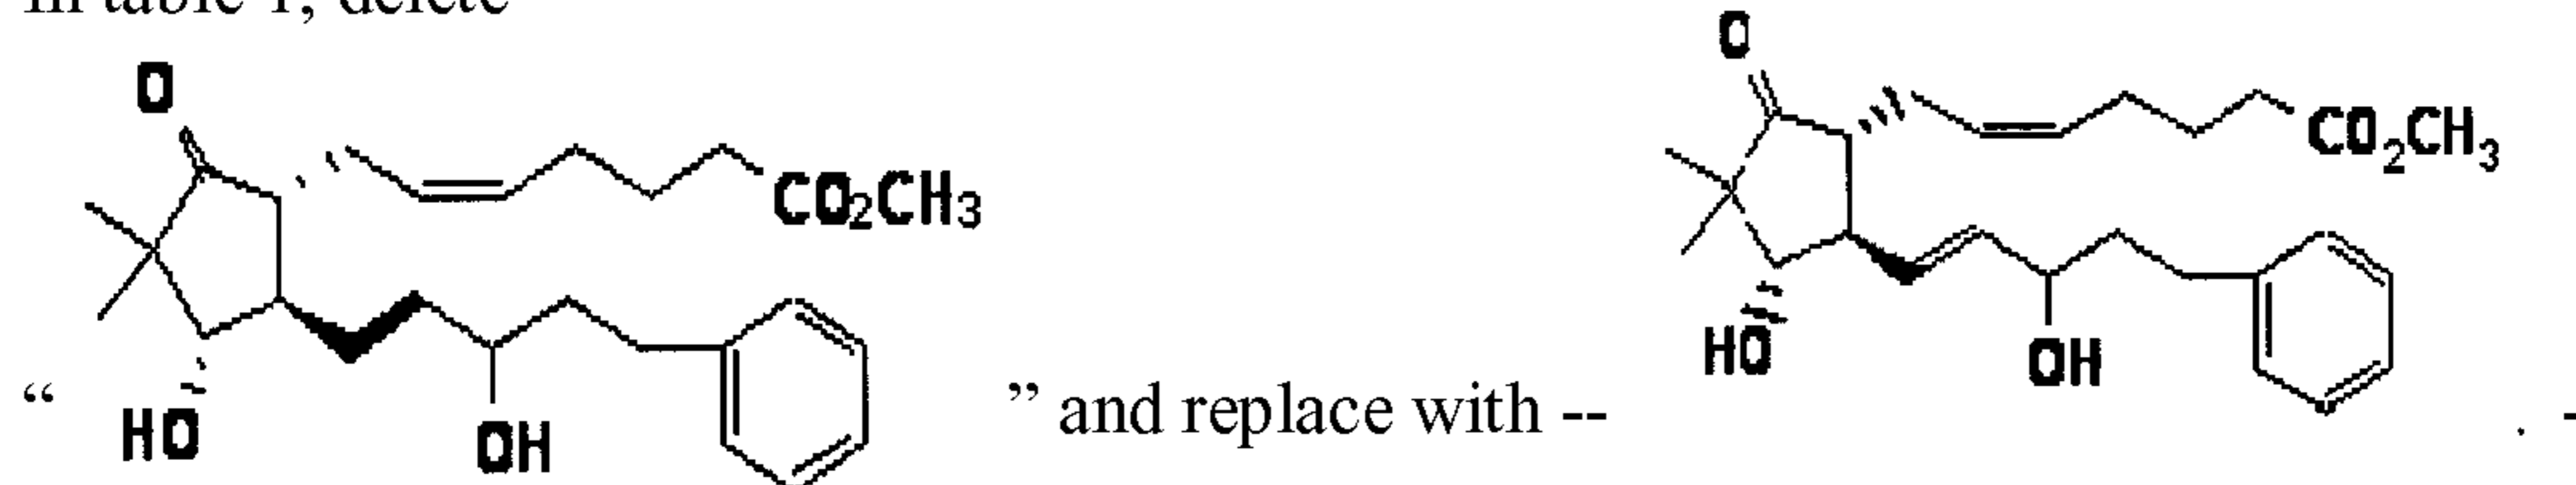 In table 1, delete
O
O
CO2CH3
CO2CH3
HO
OH
HO
OH
“ ” and replace with -- . -